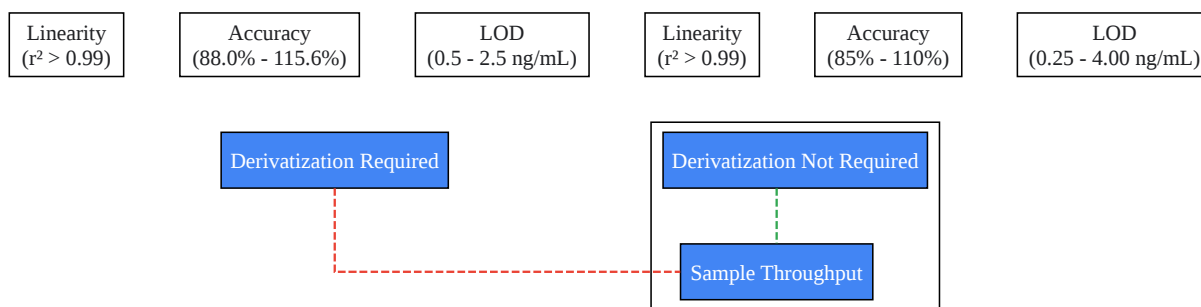 Linearity
(r² > 0.99)
Accuracy
(88.0% - 115.6%)
LOD
(0.5 - 2.5 ng/mL)
Linearity
(r² > 0.99)
Accuracy
(85% - 110%)
LOD
(0.25 - 4.00 ng/mL)
Derivatization Required
Derivatization Not Required
Sample Throughput